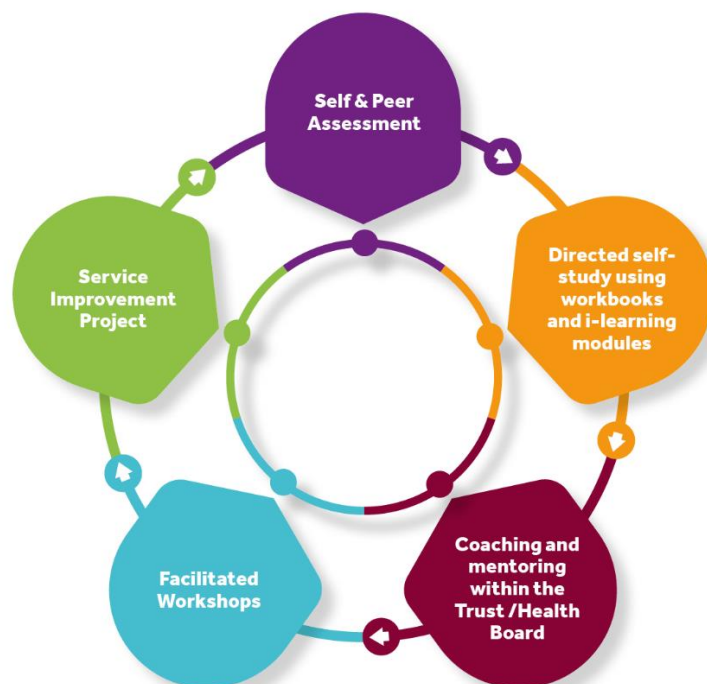 Self & Peer
Assessment
Directed self-
study using
workbooks
and i-learning
modules
Coaching and
mentoring
within the
Trust /Health
Board
Facilitated
Workshops
Service
Improvement
Project